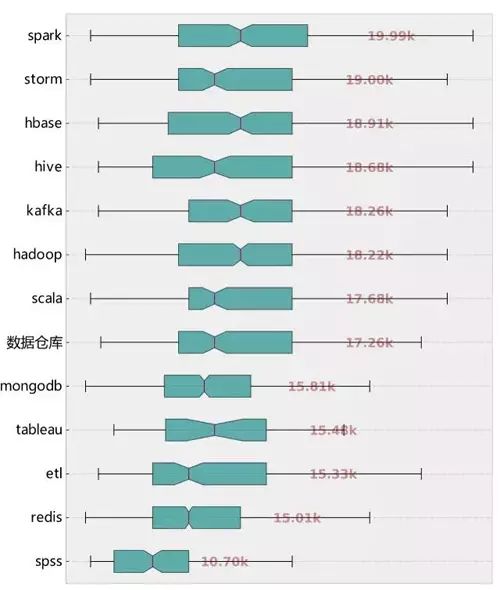 spark 19.99k
storm 19.00k
hbase 18.91k
hive 18.68k
kafka 18.26k
hadoop 18.22k
scala 17.68k
数据仓库 17.26k
mongodb 15.81k
tableau 15.48k
etl 15.33k
redis 15.01k
spss 10.70k